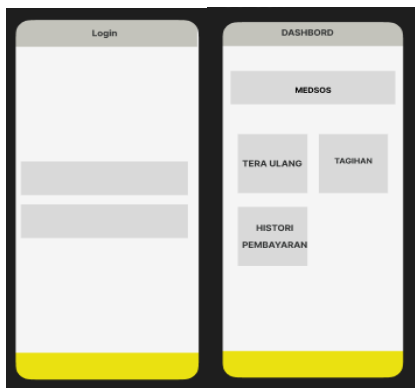 Login
DASHBORD
MEDSOS
TERA ULANG
TAGIHAN
HISTORI
PEMBAYARAN